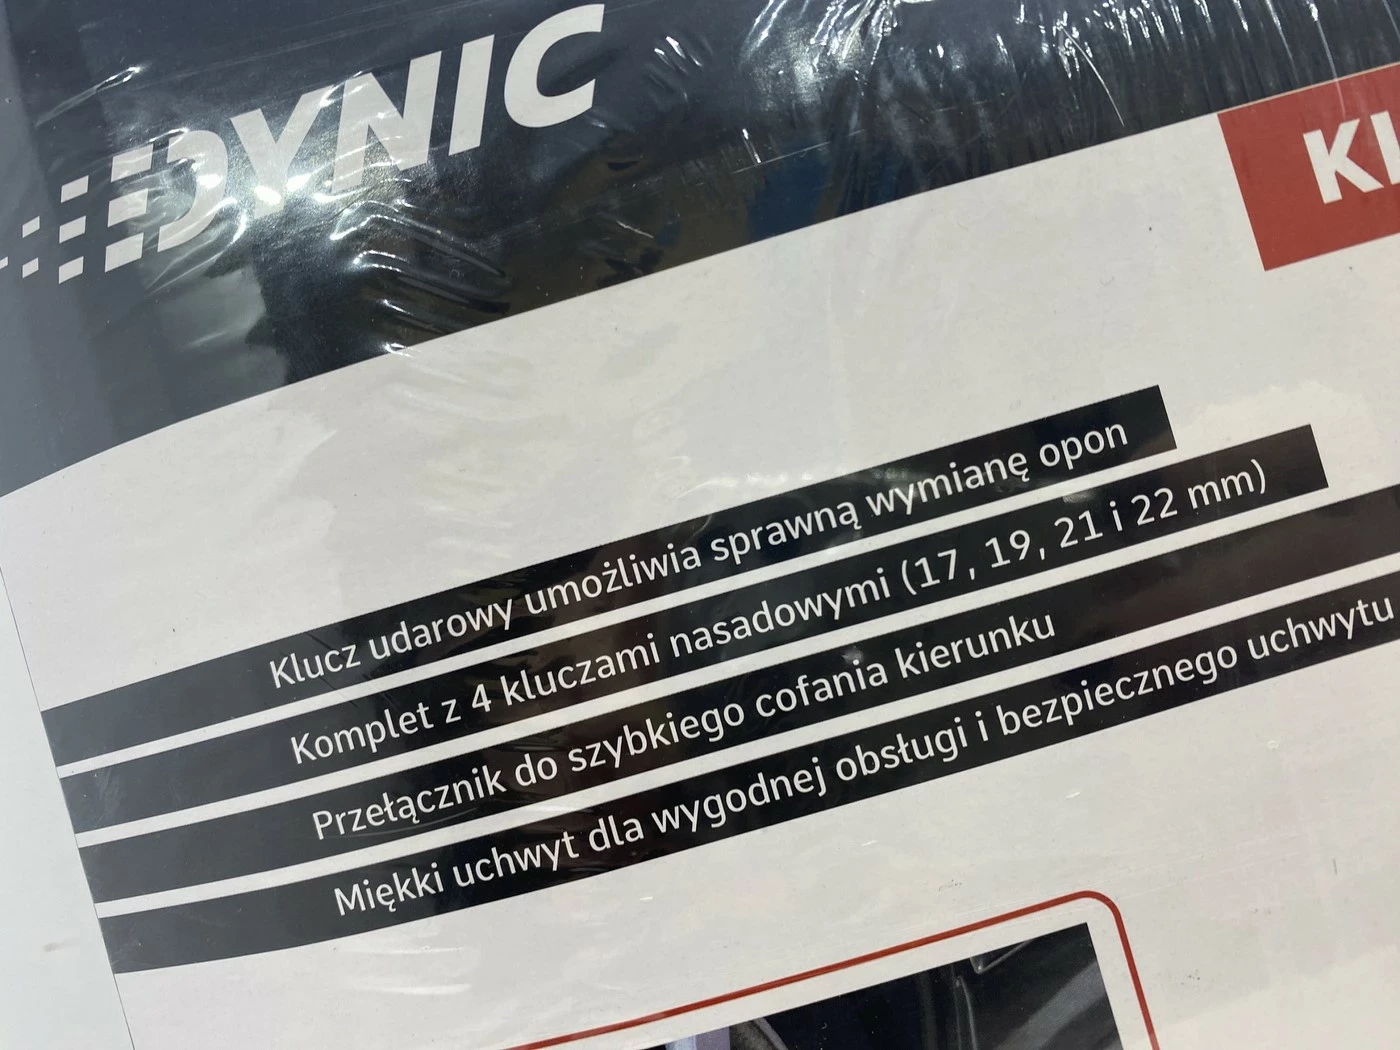 DYNIC
Kl
Klucz udarowy umożliwia sprawną wymianę opon
Komplet z 4 kluczami nasadowymi (17, 19, 21 i 22 mm)
Przełącznik do szybkiego cofania kierunku
Miękki uchwyt dla wygodnej obsługi i bezpiecznego uchwytu